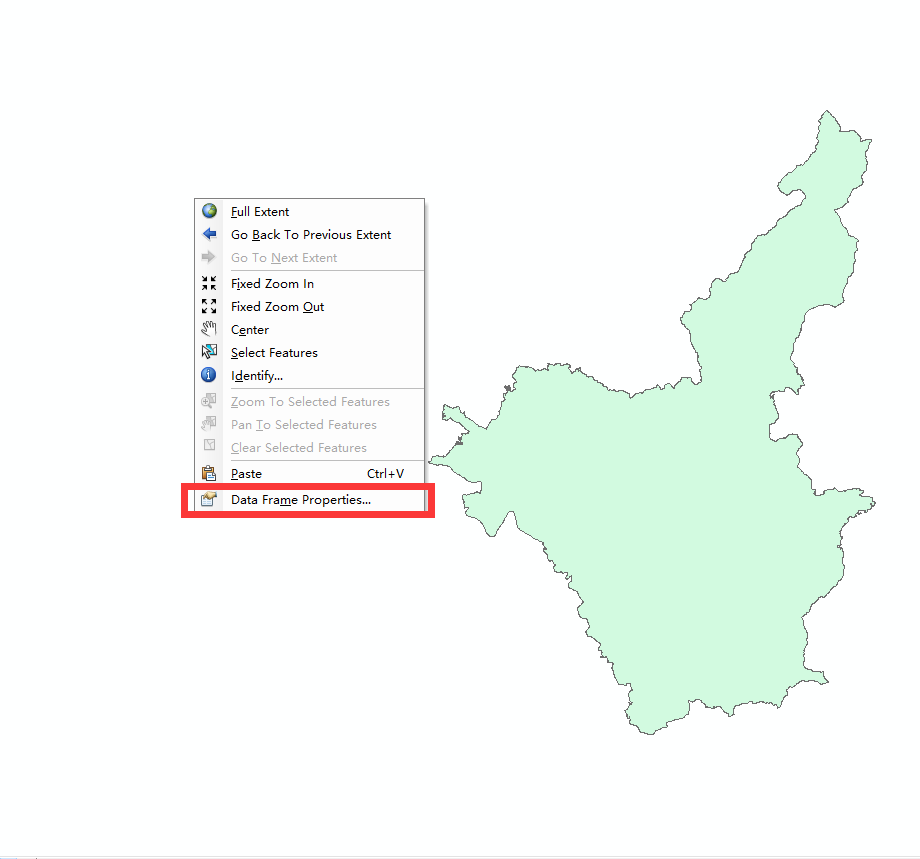 Full Extent
Go Back To Previous Extent
Go To Next Extent
Fixed Zoom In
Fixed Zoom Out
Center
Select Features
Identify...
Zoom To Selected Features
Pan To Selected Features
Clear Selected Features
Paste Ctrl+V
Data Frame Properties...